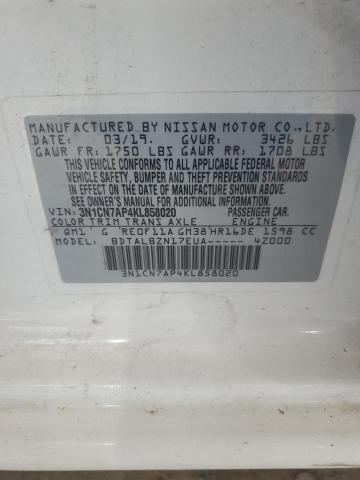 MANUFACTURED BY NISSAN MOTOR CO.,LTD.
DATE: 03/19. GVWR: 3426 LBS
GAWR FR: 1750 LBS GAWR RR: 1708 LBS
THIS VEHICLE CONFORMS TO ALL APPLICABLE FEDERAL MOTOR
VEHICLE SAFETY, BUMPER AND THEFT PREVENTION STANDARDS
IN EFFECT ON THE DATE OF MANUFACTURE SHOWN ABOVE.
SEE OWNER'S MANUAL FOR ADDITIONAL INFORMATION.
VIN: 3N1CN7AP4KL858020 PASSENGER CAR.
COLOR TRIM TRANS AXLE ENGINE
QM1 G RE0F11A GM38 HR16DE 1598 CC
MODEL: BDTALBZN17EUA----- 4Z000
3N1CN7AP4KL858020